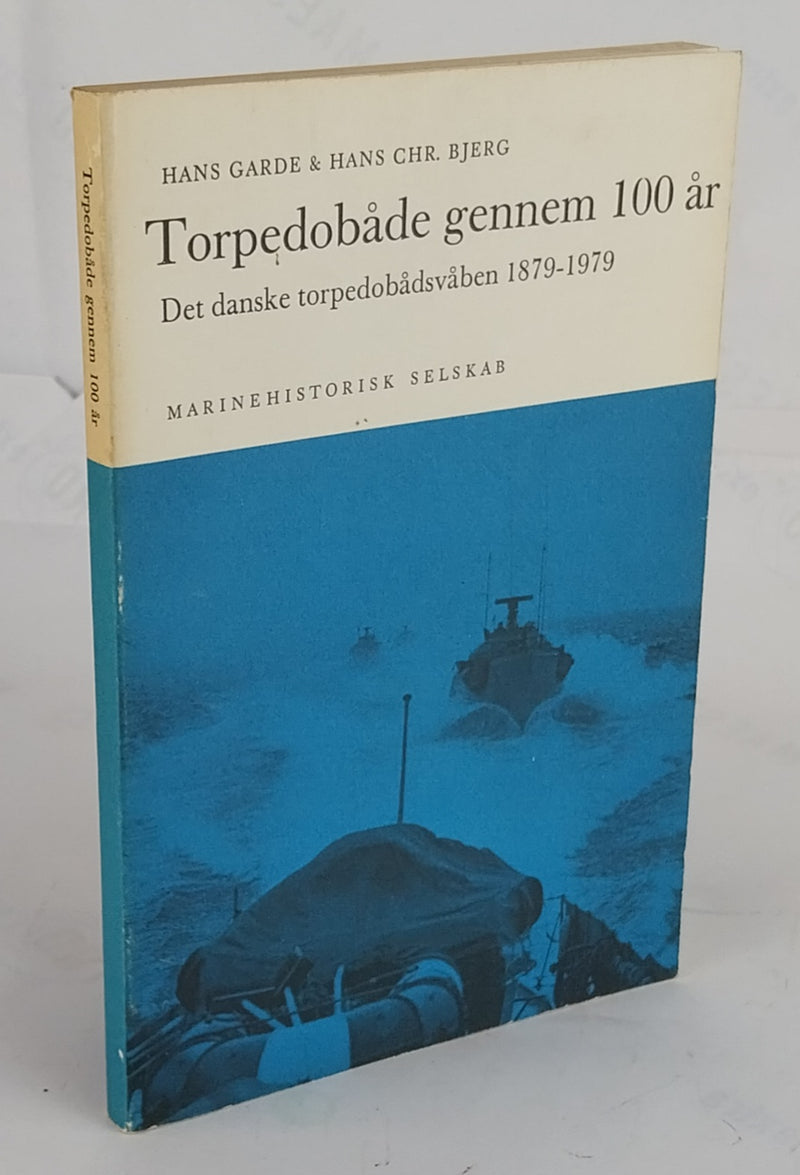 HANS GARDE & HANS CHR. BJERG
Torpedobåde gennem 100 år
Det danske torpedobådsvåben 1879-1979
MARINEHISTORISK SELSKAB
Torpedobåde gennem 100 år